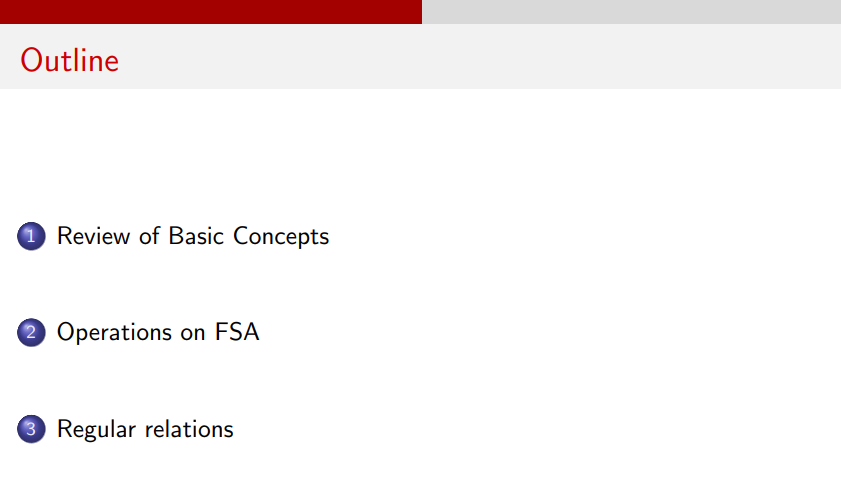 Outline
1 Review of Basic Concepts
2 Operations on FSA
3 Regular relations